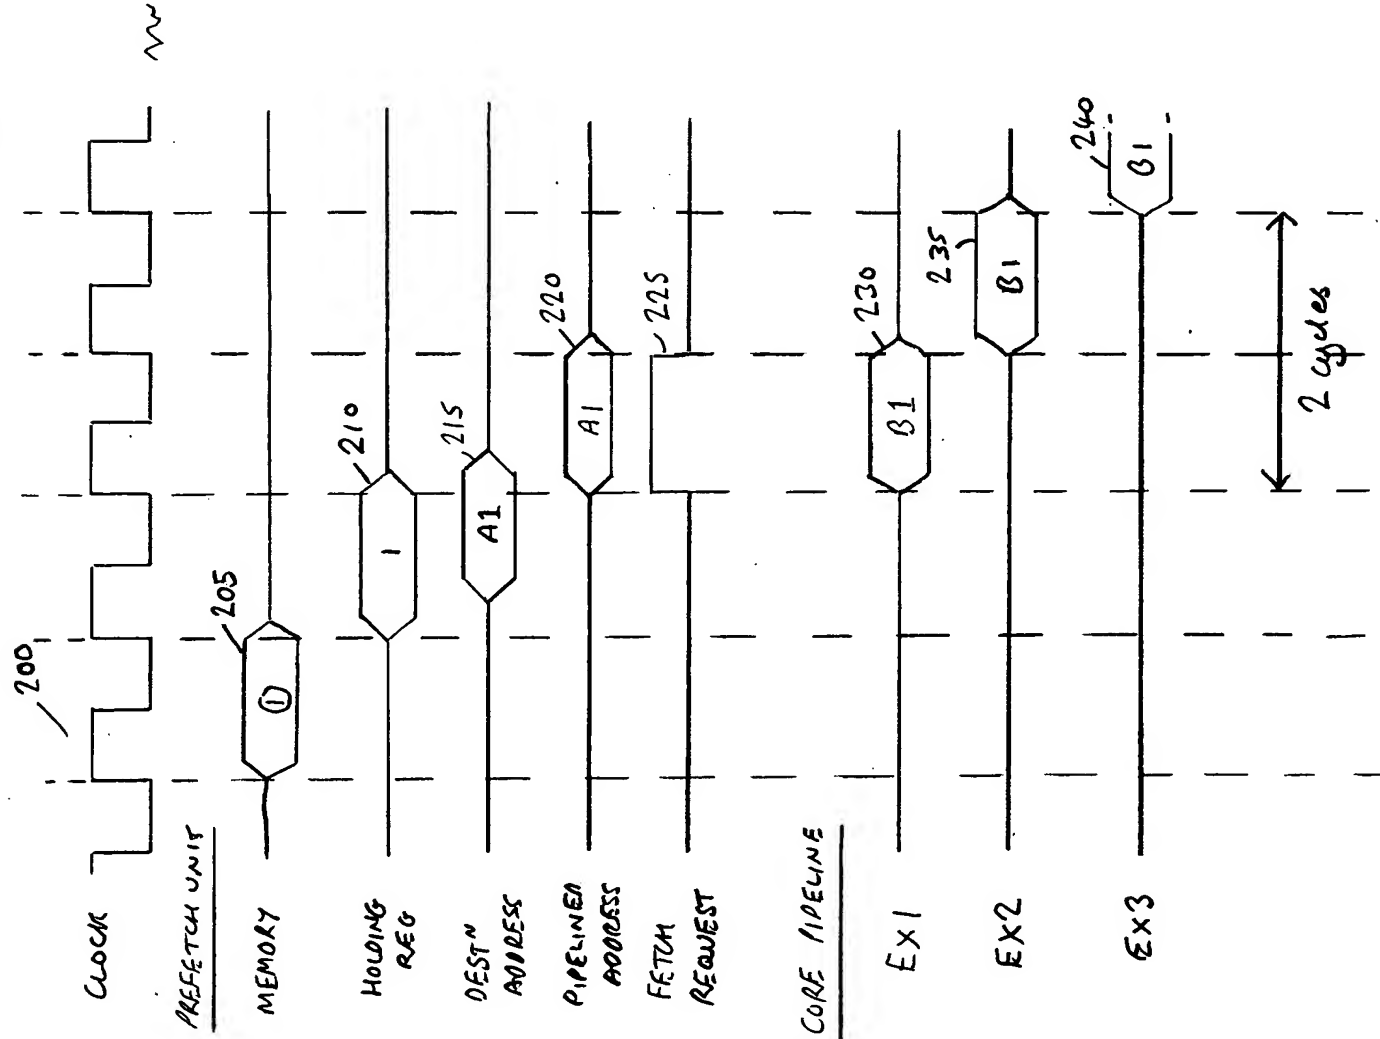 CLOCK
200
PREFETCH UNIT
MEMORY
1
205
HOLDING
REG
1
210
DESTN
ADDRESS
A1
215
PIPELINED
ADDRESS
A1
220
FETCH
REQUEST
225
CORE PIPELINE
EX1
B1
230
EX2
B1
235
EX3
B1
240
2 cycles